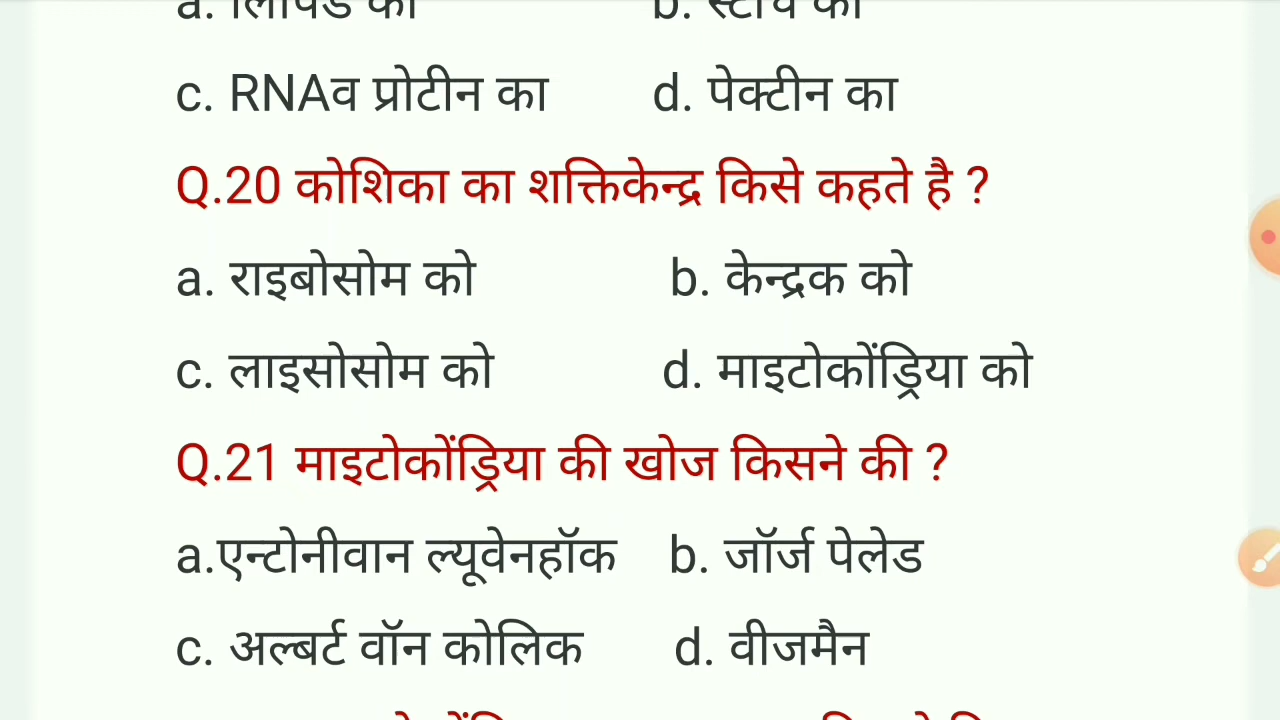 a. लिपिड का b. स्टार्च का
c. RNAव प्रोटीन का d. पेक्टीन का
Q.20 कोशिका का शक्तिकेन्द्र किसे कहते है ?
a. राइबोसोम को b. केन्द्रक को
c. लाइसोसोम को d. माइटोकोंड्रिया को
Q.21 माइटोकोंड्रिया की खोज किसने की ?
a.एन्टोनीवान ल्यूवेनहॉक b. जॉर्ज पेलेड
c. अल्बर्ट वॉन कोलिक d. वीजमैन